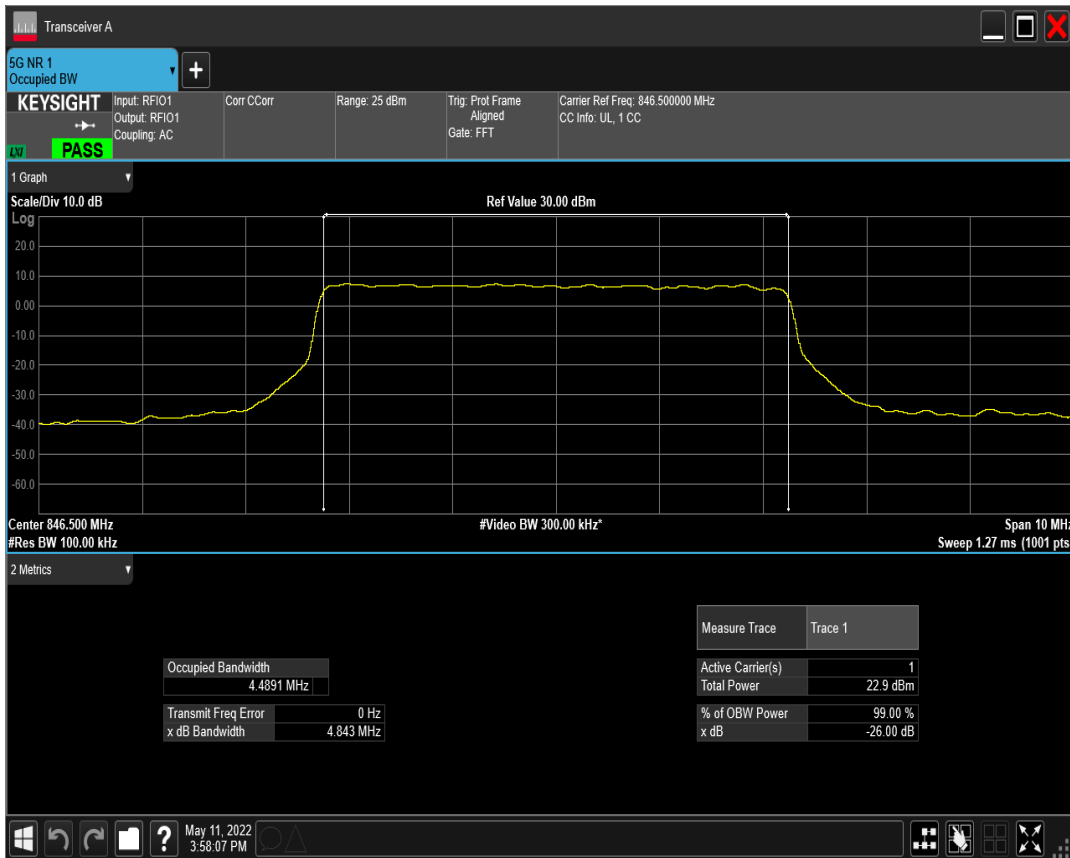 Transceiver A
5G NR 1
Occupied BW
+
KEYSIGHT
LXI
PASS
Input: RFIO1
Output: RFIO1
Coupling: AC
Corr CCorr
Range: 25 dBm
Trig: Prot Frame
Aligned
Gate: FFT
Carrier Ref Freq: 846.500000 MHz
CC Info: UL, 1 CC
1 Graph
Scale/Div 10.0 dB
Ref Value 30.00 dBm
Log
20.0
10.0
0.00
-10.0
-20.0
-30.0
-40.0
-50.0
-60.0
Center 846.500 MHz
#Video BW 300.00 kHz*
Span 10 MHz
#Res BW 100.00 kHz
Sweep 1.27 ms (1001 pts
2 Metrics
Measure Trace Trace 1
Occupied Bandwidth
4.4891 MHz
Active Carrier(s) 1
Total Power 22.9 dBm
Transmit Freq Error 0 Hz
x dB Bandwidth 4.843 MHz
% of OBW Power 99.00 %
x dB -26.00 dB
?
May 11, 2022
3:58:07 PM